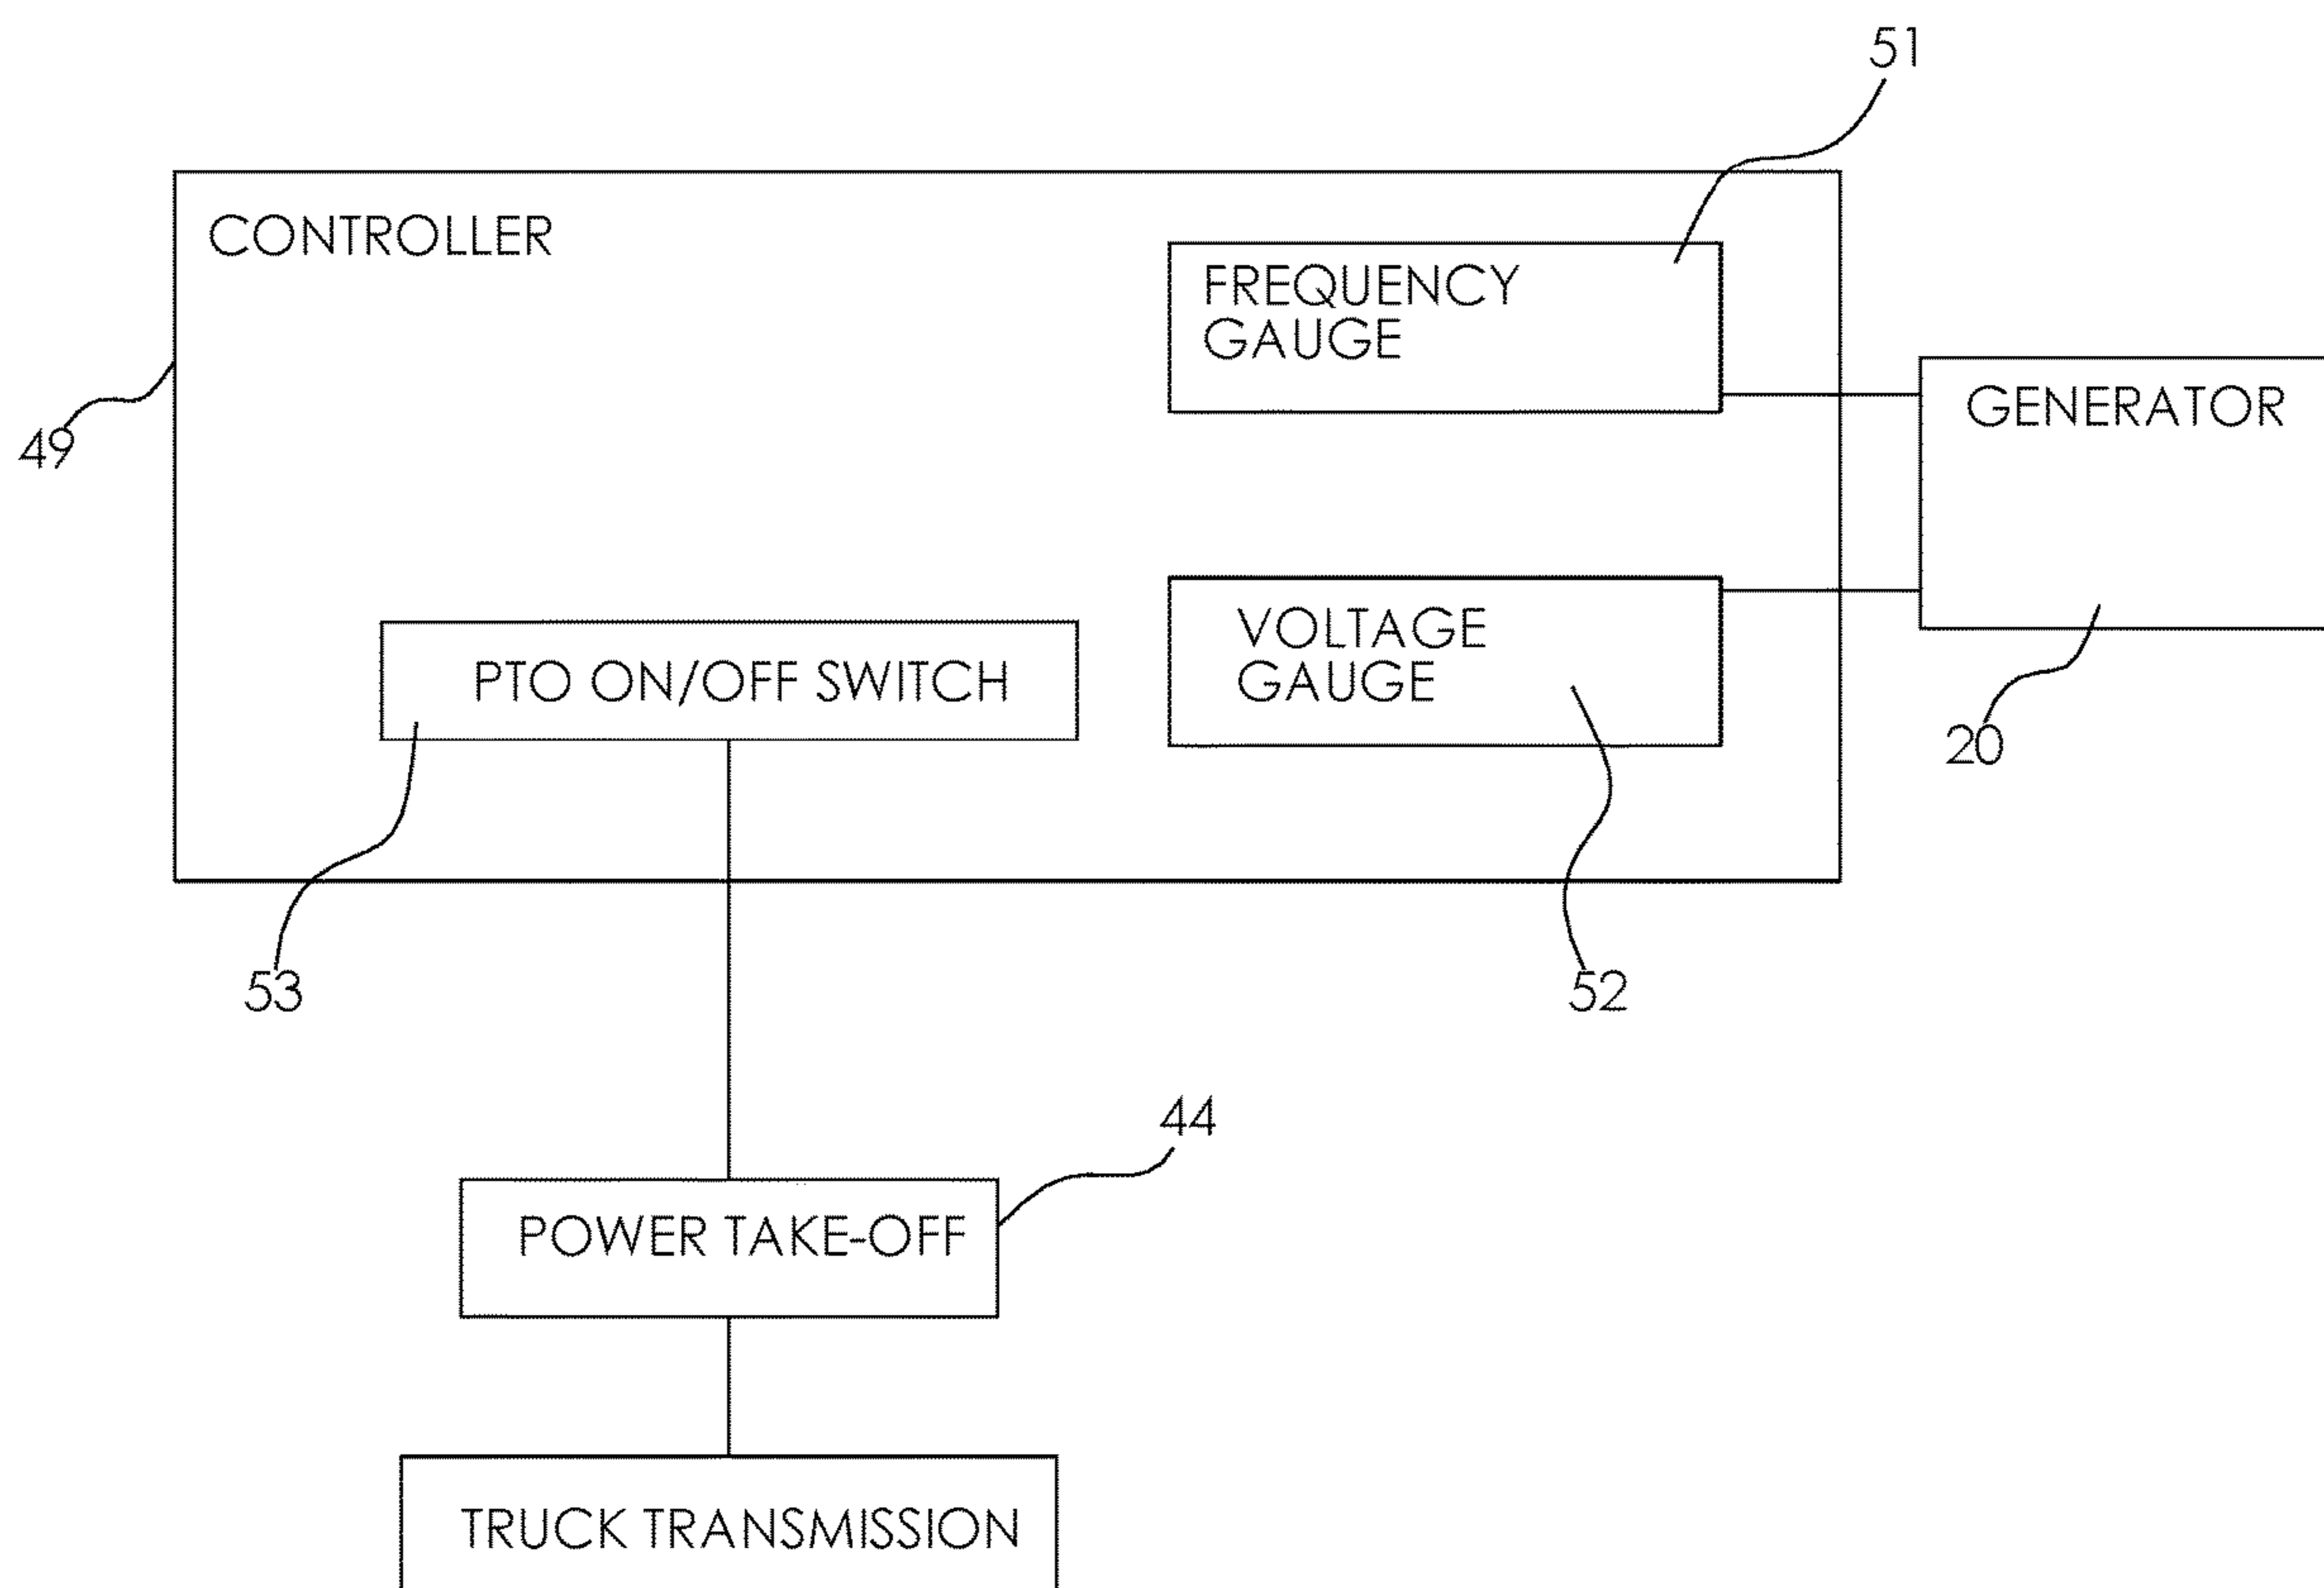 51
CONTROLLER
FREQUENCY
GAUGE
GENERATOR
49
VOLTAGE
GAUGE
PTO ON/OFF SWITCH
20
53
52
44
POWER TAKE-OFF
TRUCK TRANSMISSION